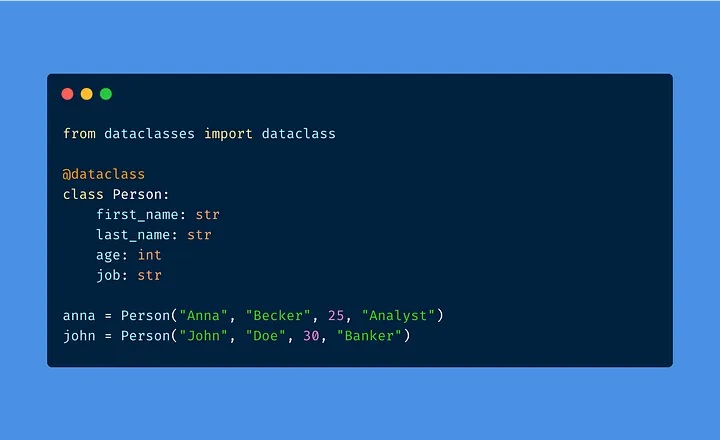 from dataclasses import dataclass
@dataclass
class Person:
    first_name: str
    last_name: str
    age: int
    job: str
anna = Person("Anna", "Becker", 25, "Analyst")
john = Person("John", "Doe", 30, "Banker")